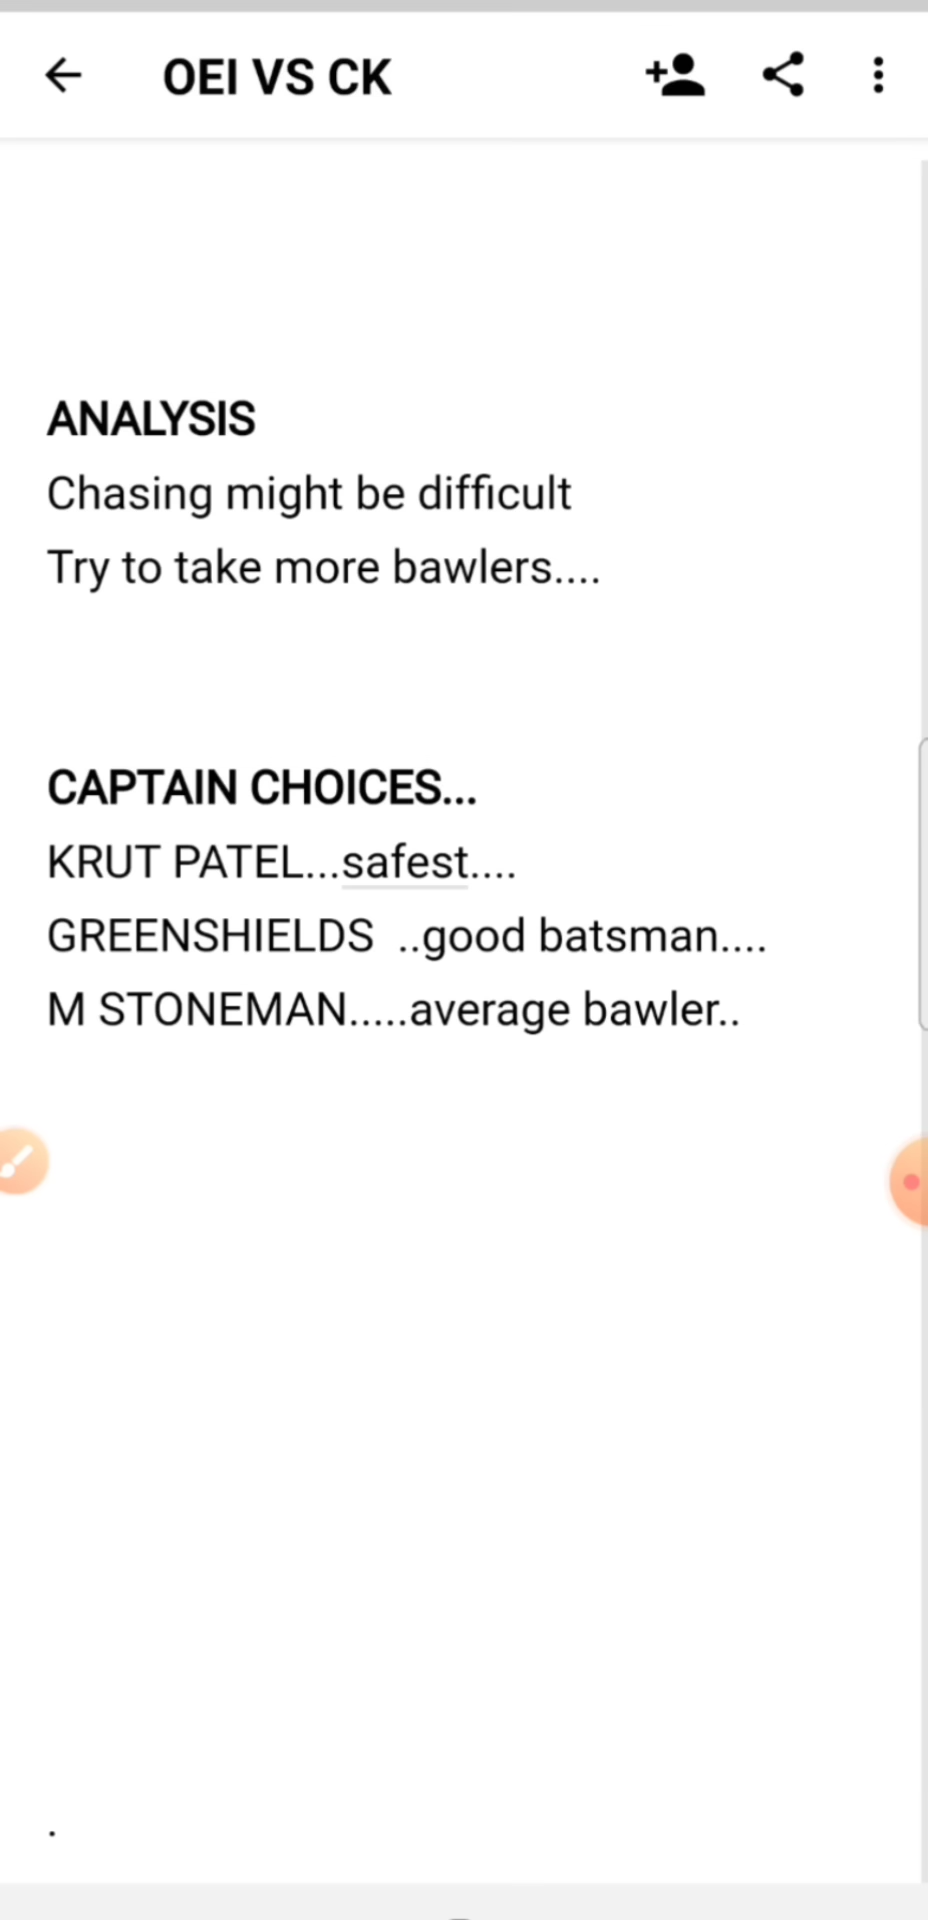 OEI VS CK
ANALYSIS
Chasing might be difficult
Try to take more bawlers....
CAPTAIN CHOICES...
KRUT PATEL...safest....
GREENSHIELDS  ..good batsman....
M STONEMAN.....average bawler..
.